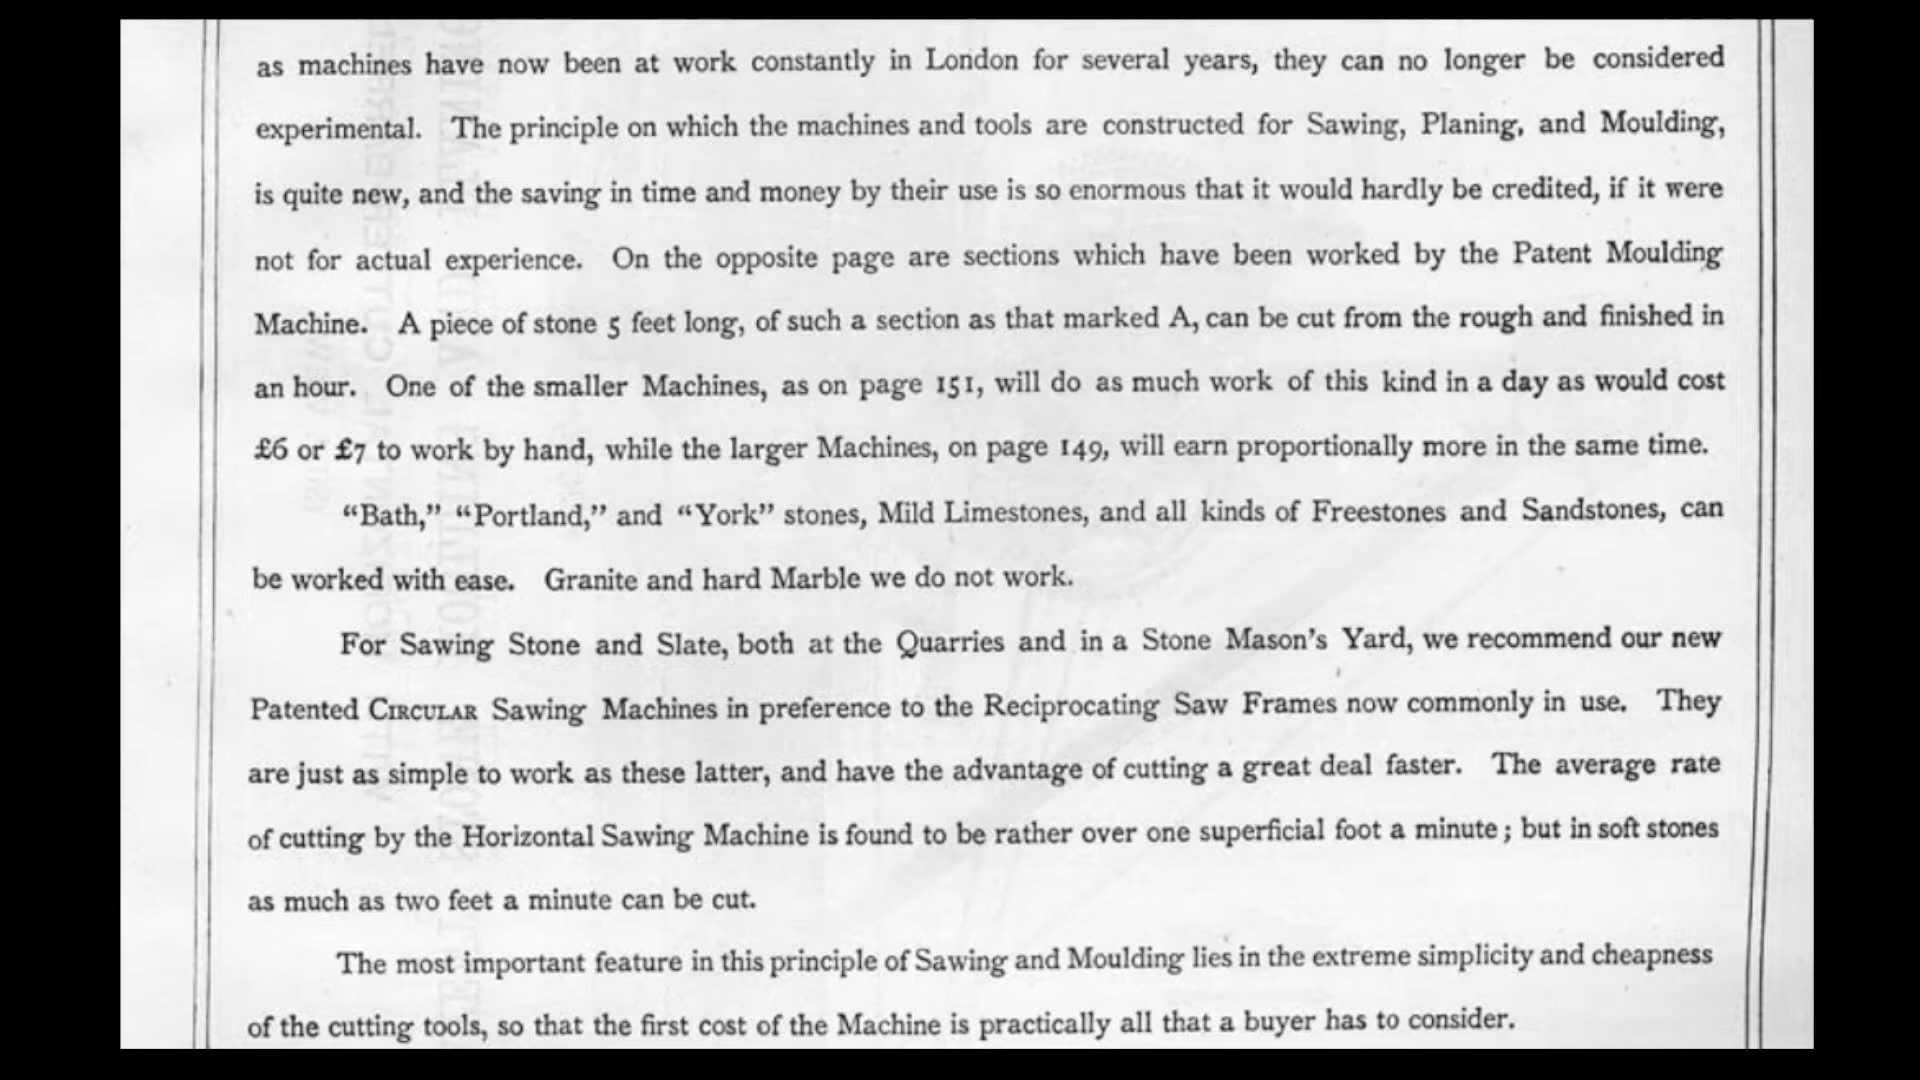 as machines have now been at work constantly in London for several years, they can no longer be considered
experimental. The principle on which the machines and tools are constructed for Sawing, Planing, and Moulding,
is quite new, and the saving in time and money by their use is so enormous that it would hardly be credited, if it were
not for actual experience. On the opposite page are sections which have been worked by the Patent Moulding
Machine. A piece of stone 5 feet long, of such a section as that marked A, can be cut from the rough and finished in
an hour. One of the smaller Machines, as on page 151, will do as much work of this kind in a day as would cost
£6 or £7 to work by hand, while the larger Machines, on page 149, will earn proportionally more in the same time.
“Bath,” “Portland,” and “York” stones, Mild Limestones, and all kinds of Freestones and Sandstones, can
be worked with ease. Granite and hard Marble we do not work.
For Sawing Stone and Slate, both at the Quarries and in a Stone Mason’s Yard, we recommend our new
Patented CIRCULAR Sawing Machines in preference to the Reciprocating Saw Frames now commonly in use. They
are just as simple to work as these latter, and have the advantage of cutting a great deal faster. The average rate
of cutting by the Horizontal Sawing Machine is found to be rather over one superficial foot a minute; but in soft stones
as much as two feet a minute can be cut.
The most important feature in this principle of Sawing and Moulding lies in the extreme simplicity and cheapness
of the cutting tools, so that the first cost of the Machine is practically all that a buyer has to consider.